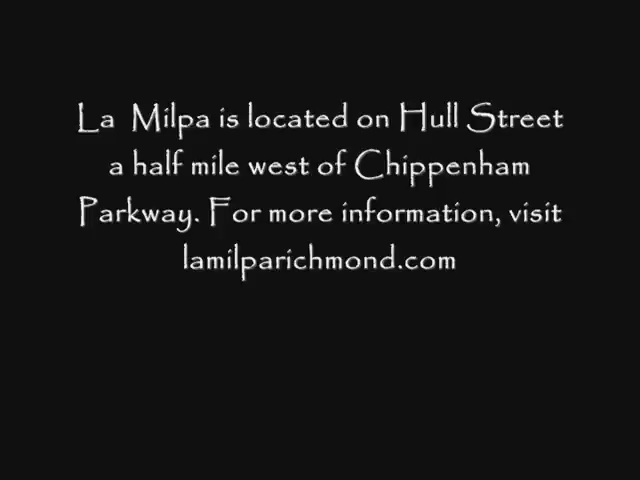 La Milpa is located on Hull Street
a half mile west of Chippenham
Parkway. For more information, visit
lamilparichmond.com